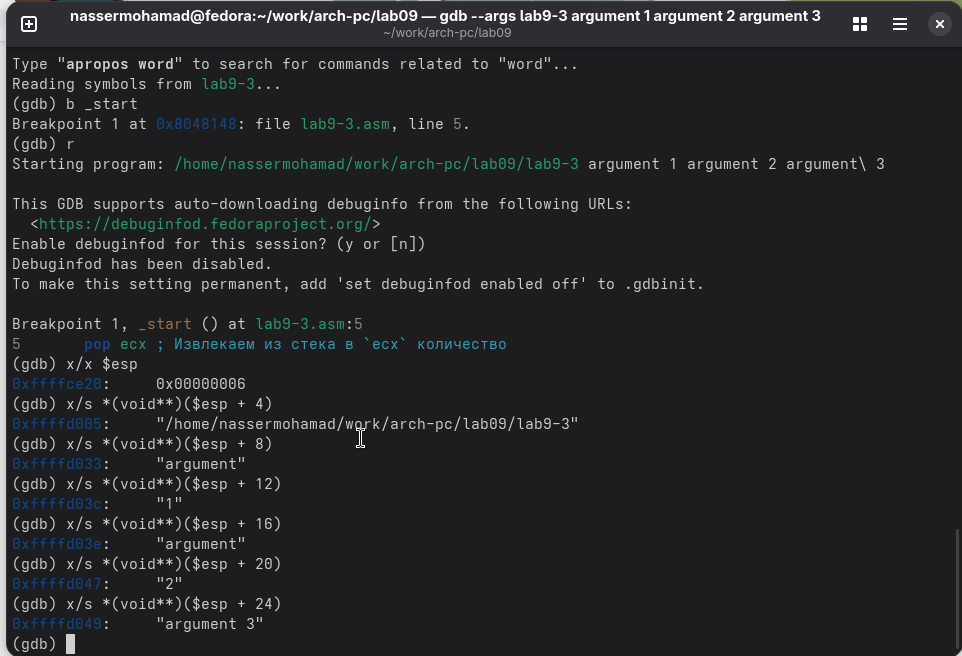 nassermohamad@fedora:~/work/arch-pc/lab09 — gdb --args lab9-3 argument 1 argument 2 argument 3
~/work/arch-pc/lab09
Type "apropos word" to search for commands related to "word"...
Reading symbols from lab9-3...
(gdb) b _start
Breakpoint 1 at 0x8048148: file lab9-3.asm, line 5.
(gdb) r
Starting program: /home/nassermohamad/work/arch-pc/lab09/lab9-3 argument 1 argument 2 argument\ 3
This GDB supports auto-downloading debuginfo from the following URLs:
<https://debuginfod.fedoraproject.org/>
Enable debuginfod for this session? (y or [n])
Debuginfod has been disabled.
To make this setting permanent, add 'set debuginfod enabled off' to .gdbinit.
Breakpoint 1, _start () at lab9-3.asm:5
5 pop ecx ; Извлекаем из стека в `ecx` количество
(gdb) x/x $esp
0xffffce20: 0x00000006
(gdb) x/s *(void**)($esp + 4)
0xffffd005: "/home/nassermohamad/work/arch-pc/lab09/lab9-3"
(gdb) x/s *(void**)($esp + 8)
0xffffd033: "argument"
(gdb) x/s *(void**)($esp + 12)
0xffffd03c: "1"
(gdb) x/s *(void**)($esp + 16)
0xffffd03e: "argument"
(gdb) x/s *(void**)($esp + 20)
0xffffd047: "2"
(gdb) x/s *(void**)($esp + 24)
0xffffd049: "argument 3"
(gdb)